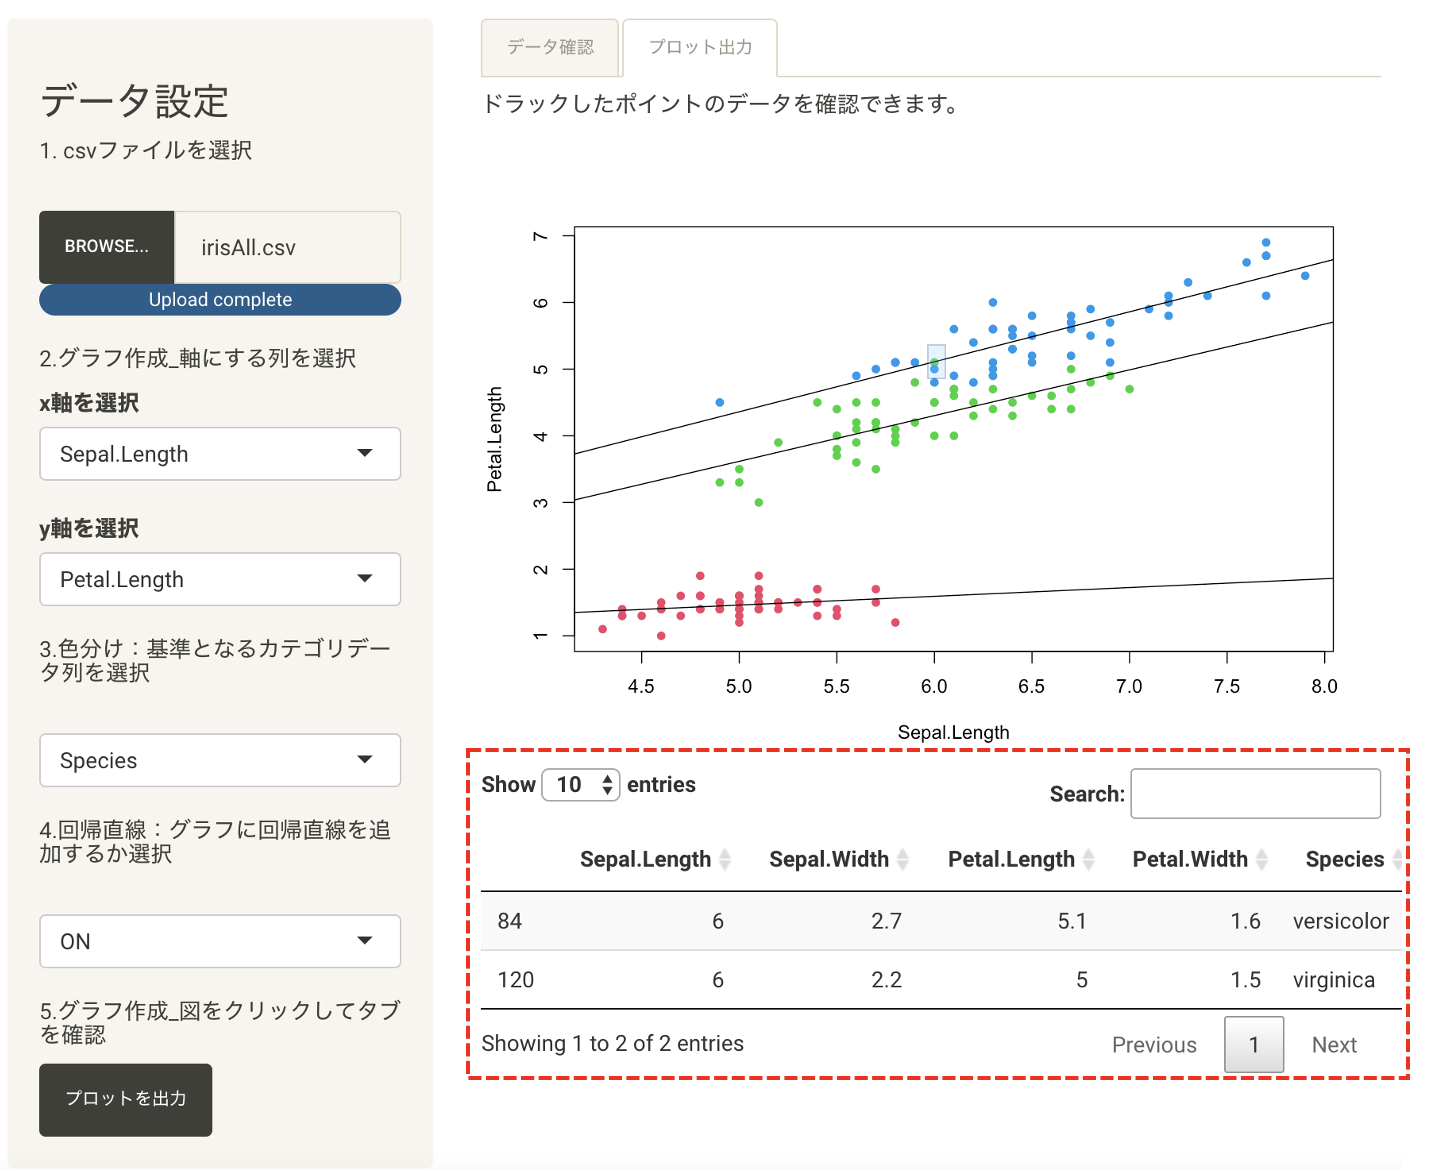 データ設定
1. csvファイルを選択
BROWSE...
irisAll.csv
Upload complete
2.グラフ作成_軸にする列を選択
x軸を選択
Sepal.Length
y軸を選択
Petal.Length
3.色分け：基準となるカテゴリデー
タ列を選択
Species
4.回帰直線：グラフに回帰直線を追
加するか選択
ON
5.グラフ作成_図をクリックしてタブ
を確認
プロットを出力
データ確認 プロット出力
ドラックしたポイントのデータを確認できます。
Petal.Length
7
6
5
4
3
2
1
4.5 5.0 5.5 6.0 6.5 7.0 7.5 8.0
Sepal.Length
Show 10 entries
Search:
Sepal.Length Sepal.Width Petal.Length Petal.Width Species
84 6 2.7 5.1 1.6 versicolor
120 6 2.2 5 1.5 virginica
Showing 1 to 2 of 2 entries
Previous 1 Next